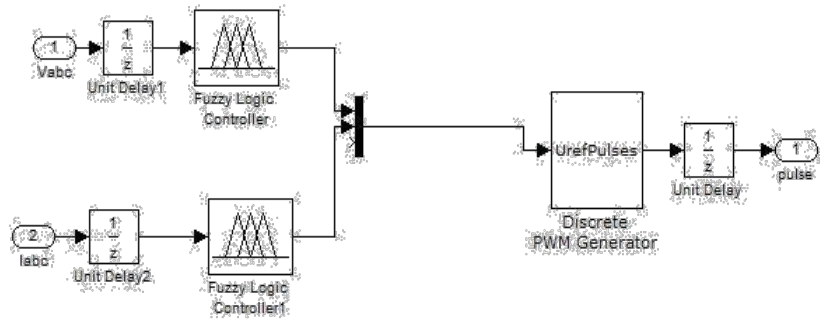 1
Vabc
1
z
Unit Delay1
Fuzzy Logic
Controller
2
Iabc
1
z
Unit Delay2
Fuzzy Logic
Controller1
UrefPulses
Discrete
PWM Generator
1
z
Unit Delay
1
pulse